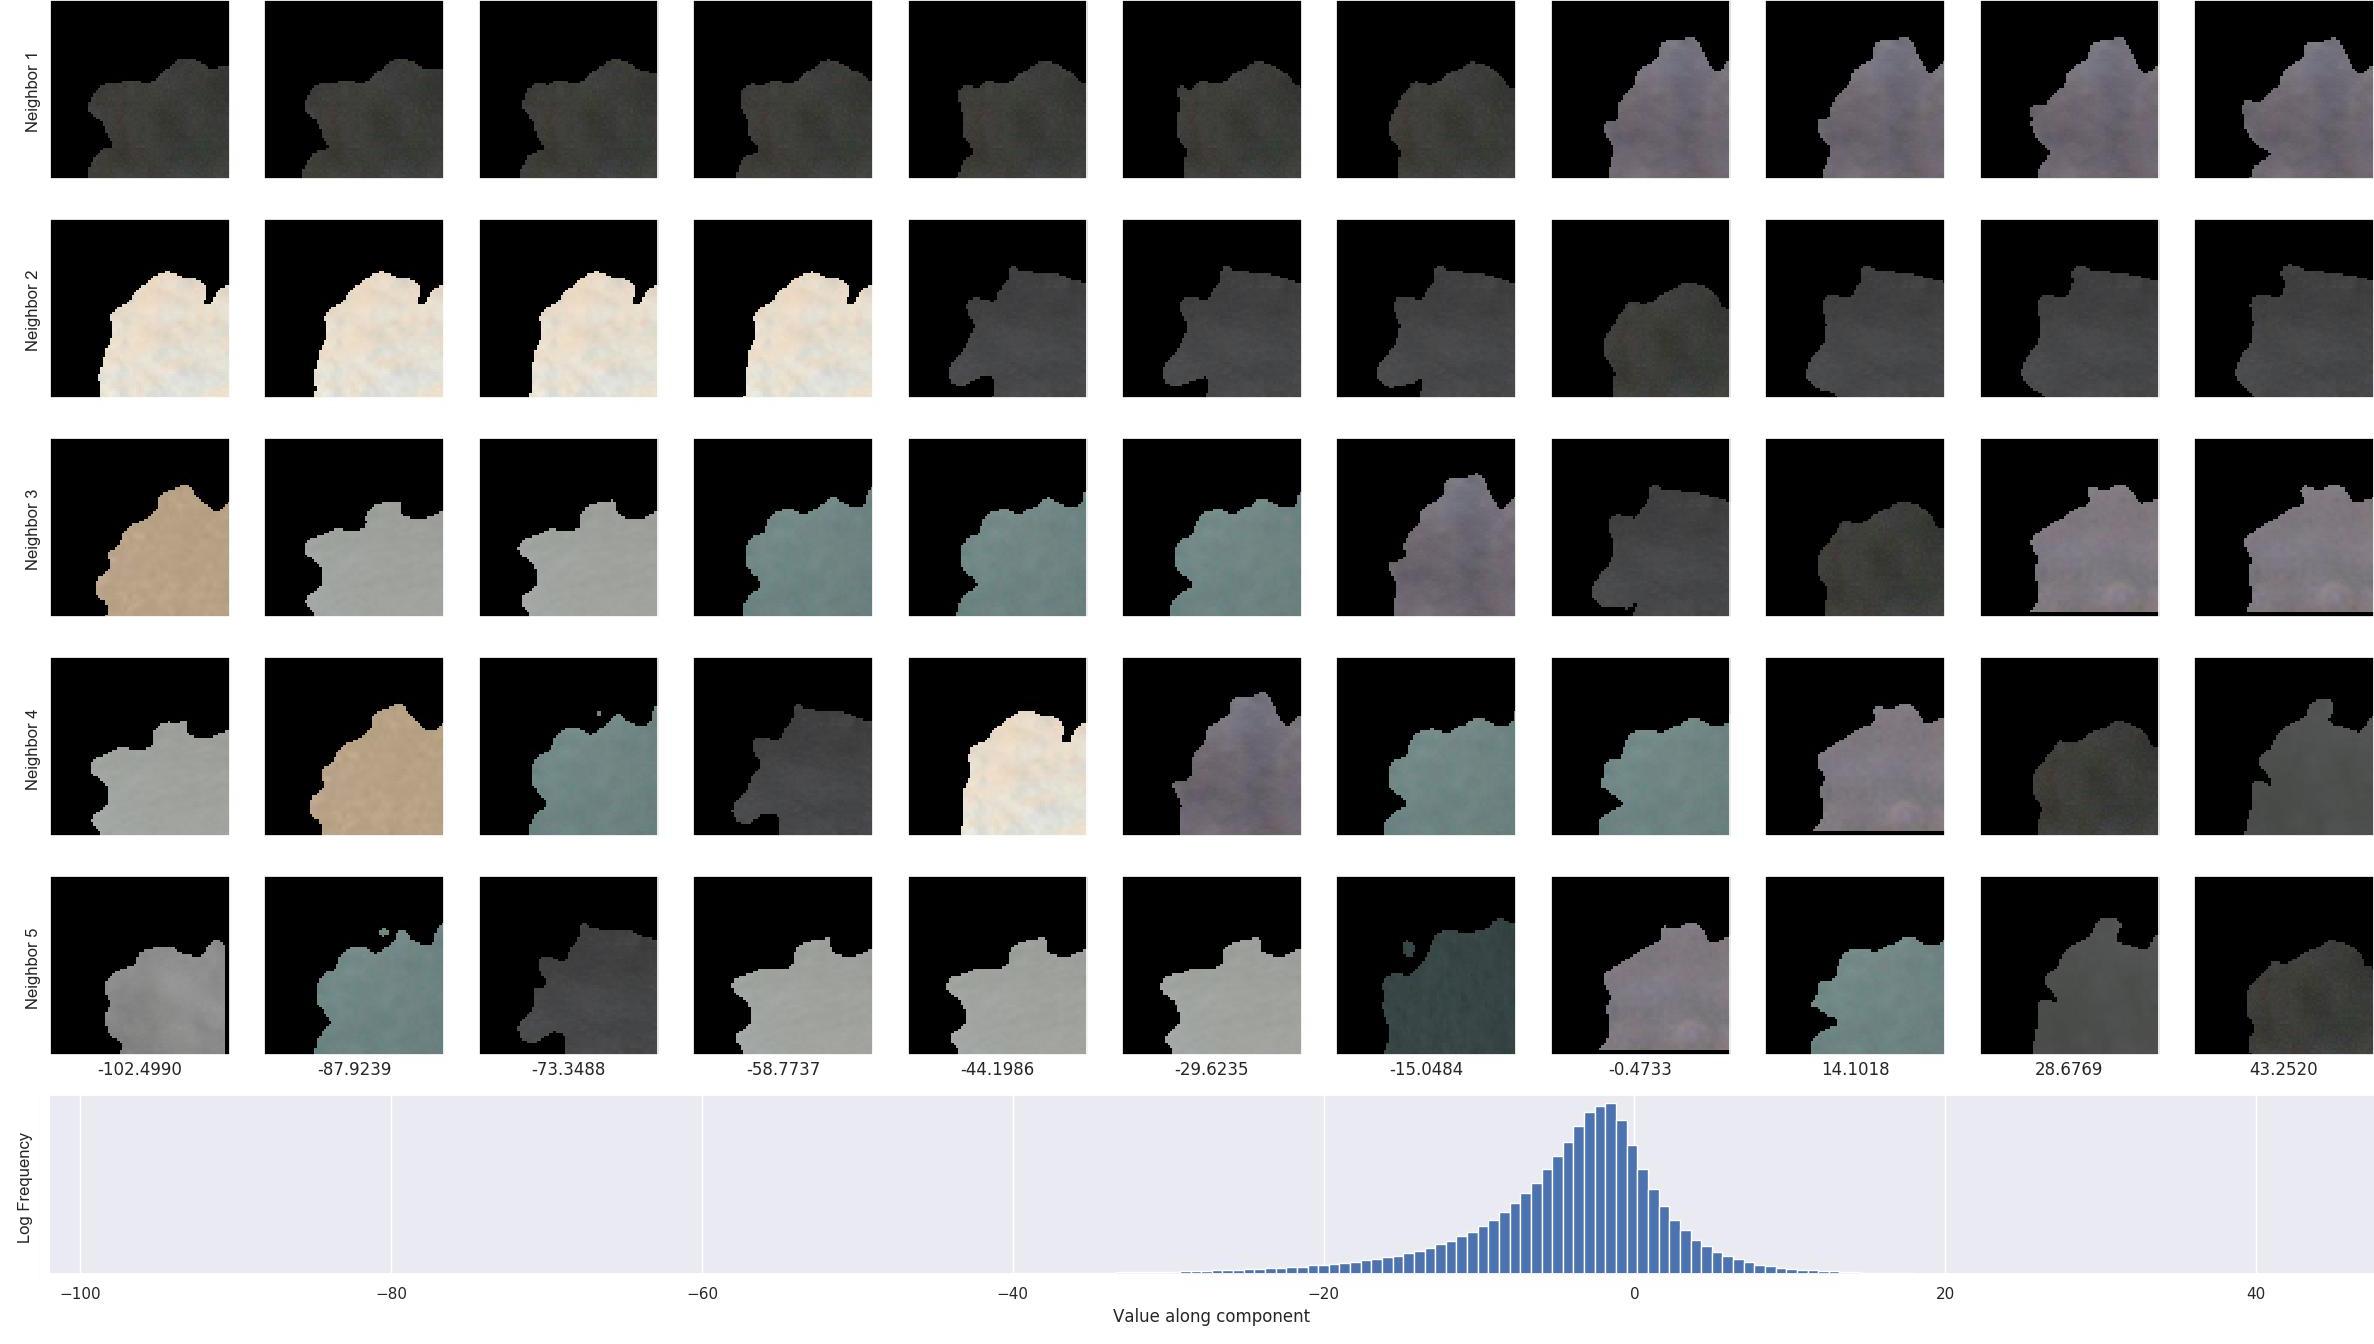 Neighbor 1
Neighbor 2
Neighbor 3
Neighbor 4
Neighbor 5
-102.4990 -87.9239 -73.3488 -58.7737 -44.1986 -29.6235 -15.0484 -0.4733 14.1018 28.6769 43.2520
Log Frequency
−100 −80 −60 −40 −20 0 20 40
Value along component